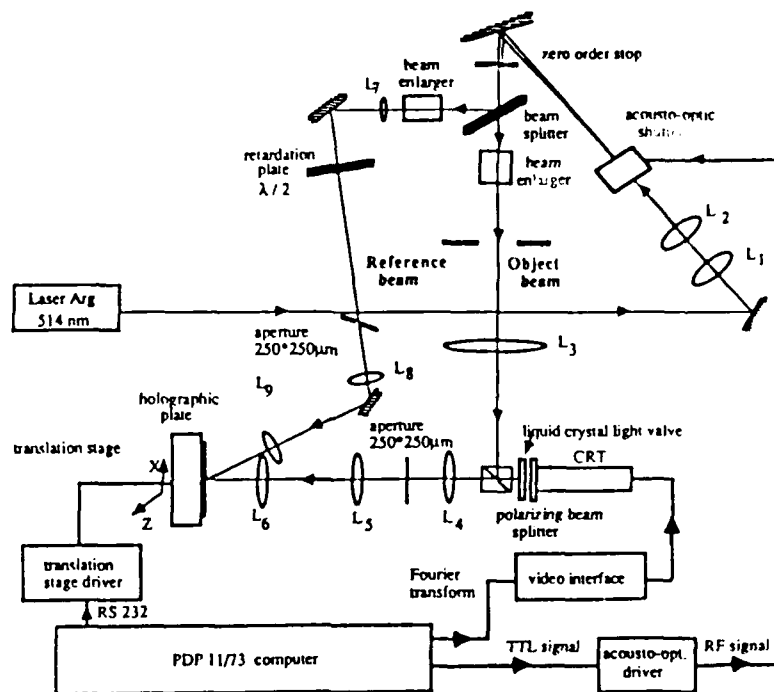 zero order stop
beam
enlarger
L7
beam
splitter
acousto-optic
beam
enlarger
retardation
plate
λ / 2
L2
L1
Reference
beam
Object
beam
Laser Arg
514 nm
aperture
250*250µm
L3
L8
L9
holographic
plate
aperture
250*250µm
liquid crystal light valve
CRT
translation stage
X
Z
L6
L5
L4
polarizing beam
splitter
translation
stage driver
Fourier
transform
video interface
RS 232
PDP 11/73 computer
TTL signal
acousto-opt.
driver
RF signal